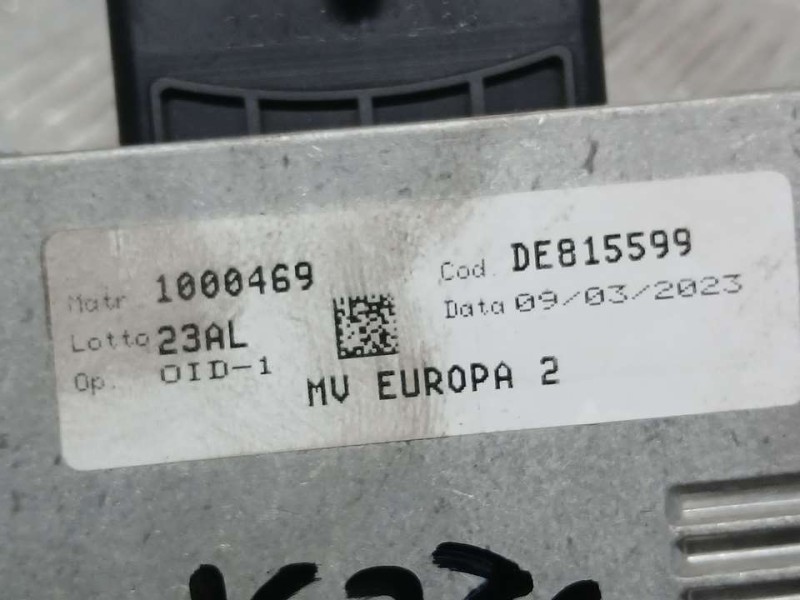 Matr 1000469
Cod. DE815599
Lotto 23AL
Data 09/03/2023
Op. OID-1
MV EUROPA 2